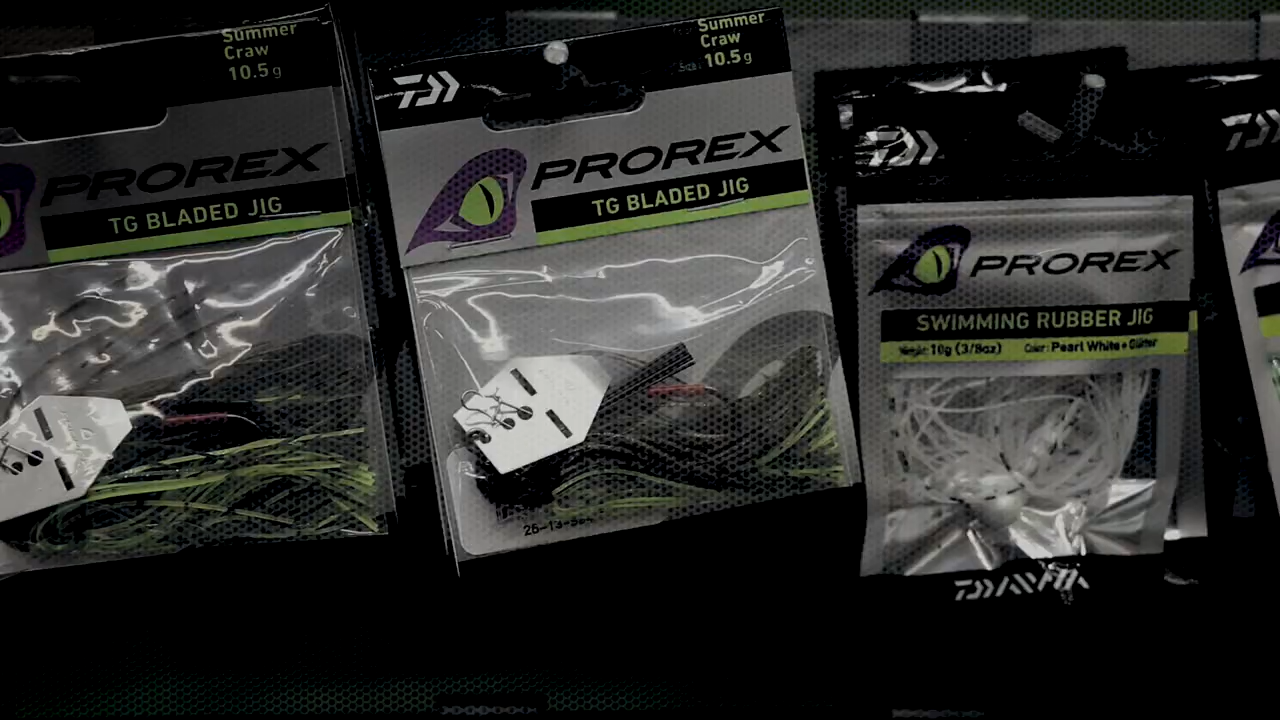 Summer
Craw
10.5g
PROREX
TG BLADED JIG
Summer
Craw
10.5g
PROREX
TG BLADED JIG
PROREX
SWIMMING RUBBER JIG
Weight: 10g (3/8oz) Color: Pearl White + Glitter
DAIWA